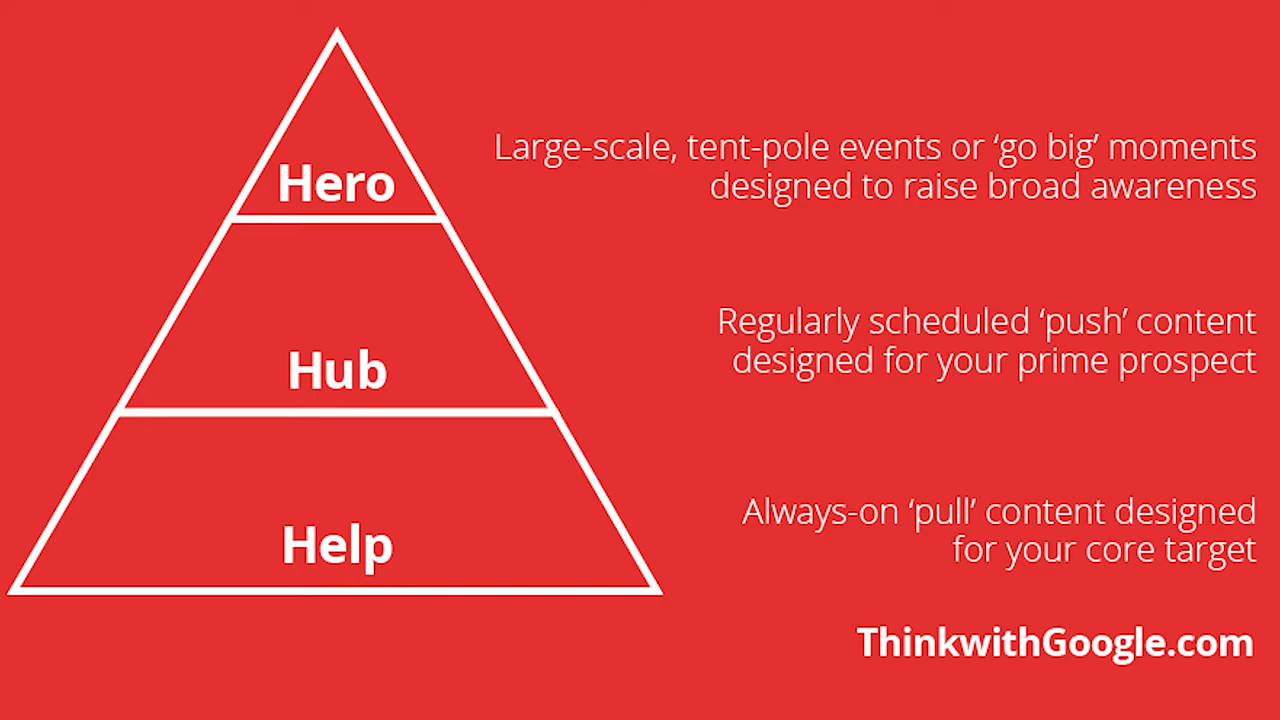 Hero
Large-scale, tent-pole events or ‘go big’ moments
designed to raise broad awareness
Hub
Regularly scheduled ‘push’ content
designed for your prime prospect
Help
Always-on ‘pull’ content designed
for your core target
ThinkwithGoogle.com